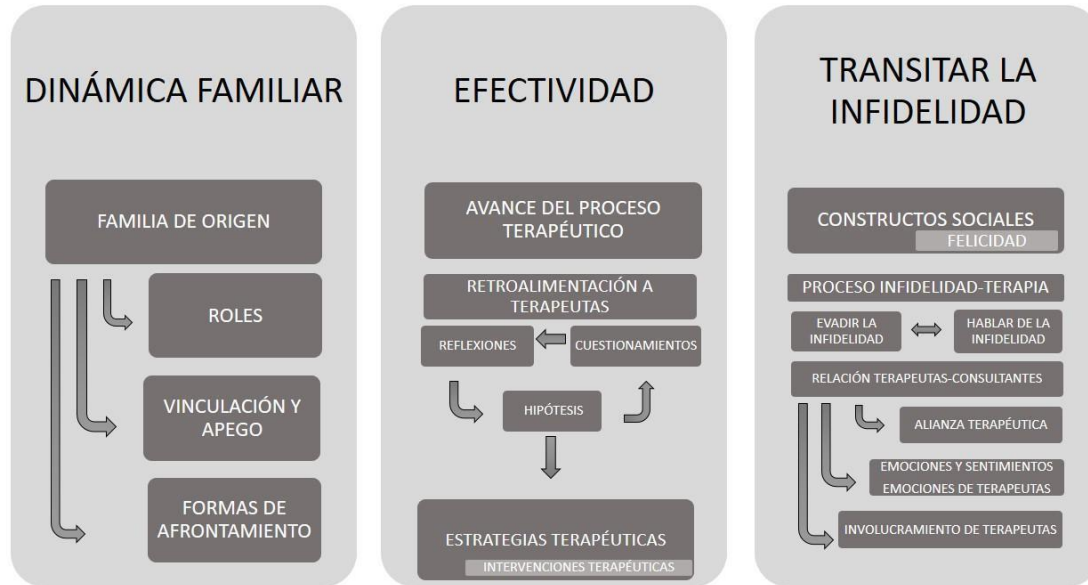 DINÁMICA FAMILIAR
FAMILIA DE ORIGEN
ROLES
VINCULACIÓN Y
APEGO
FORMAS DE
AFRONTAMIENTO
EFECTIVIDAD
AVANCE DEL PROCESO
TERAPÉUTICO
RETROALIMENTACIÓN A
TERAPEUTAS
REFLEXIONES
CUESTIONAMIENTOS
HIPÓTESIS
ESTRATEGIAS TERAPÉUTICAS
INTERVENCIONES TERAPÉUTICAS
TRANSITAR LA
INFIDELIDAD
CONSTRUCTOS SOCIALES
FELICIDAD
PROCESO INFIDELIDAD-TERAPIA
EVADIR LA
INFIDELIDAD
HABLAR DE LA
INFIDELIDAD
RELACIÓN TERAPEUTAS-CONSULTANTES
ALIANZA TERAPÉUTICA
EMOCIONES Y SENTIMIENTOS
EMOCIONES DE TERAPEUTAS
INVOLUCRAMIENTO DE TERAPEUTAS